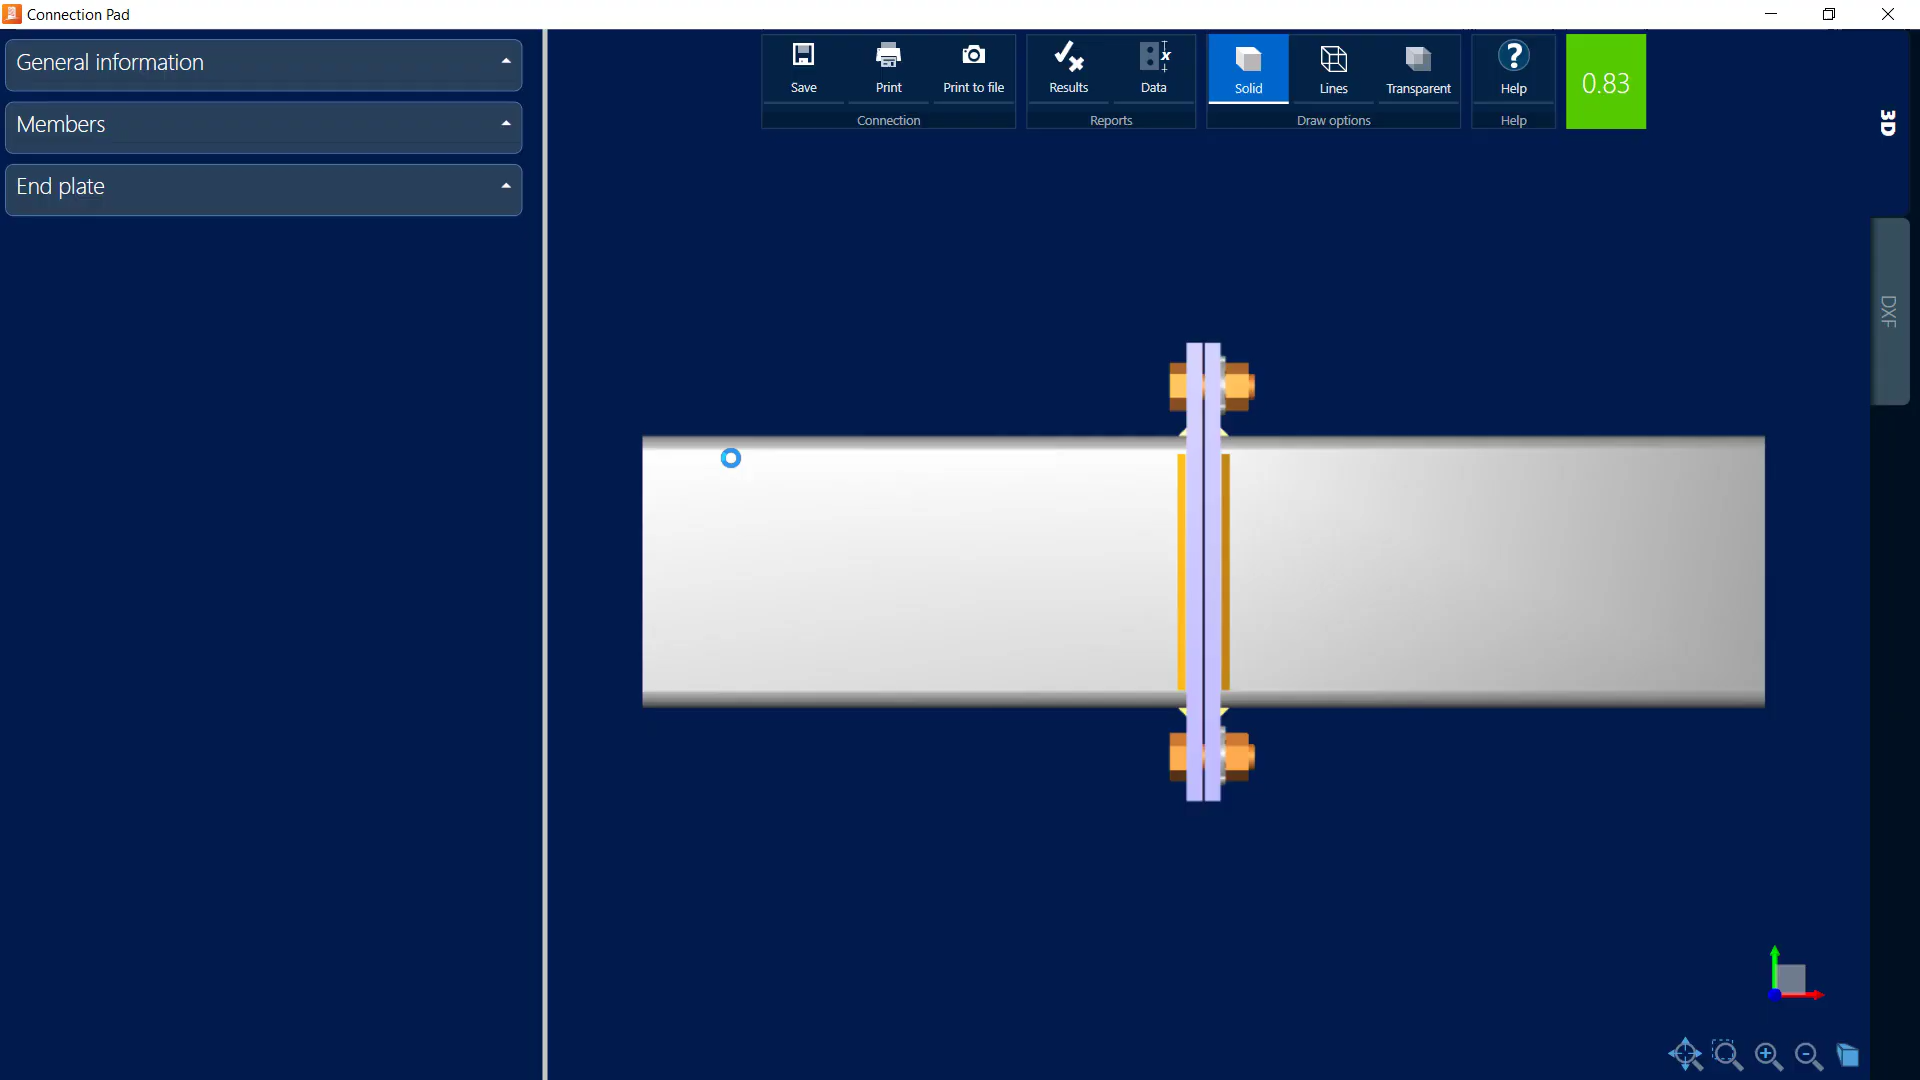 Connection Pad
General information
Members
End plate
Save
Print
Print to file
Connection
Results
Data
Reports
Solid
Lines
Transparent
Draw options
Help
Help
0.83
3D
DXF